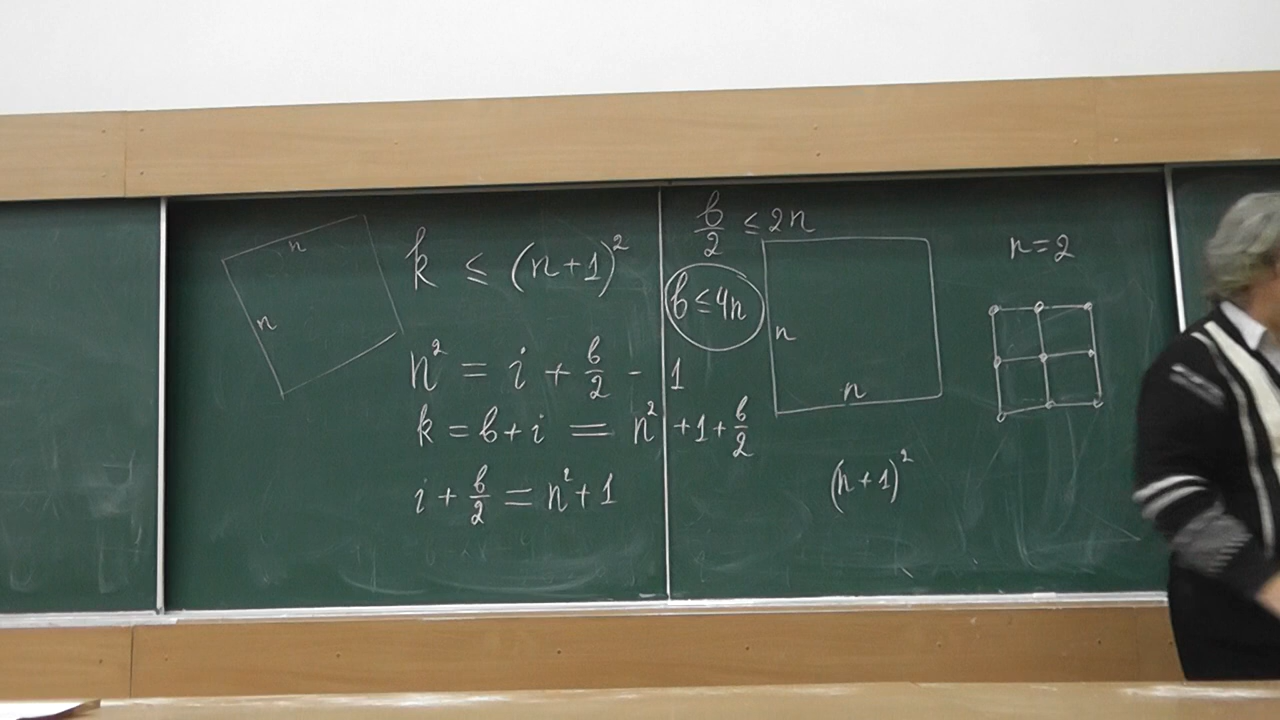 n
n
k ≤ (n+1)²
n² = i + в/2 - 1
k = в+i = n² +1+ в/2
i + в/2 = n²+1
в/2 ≤ 2n
в ≤ 4n
n
n
(n+1)²
n=2